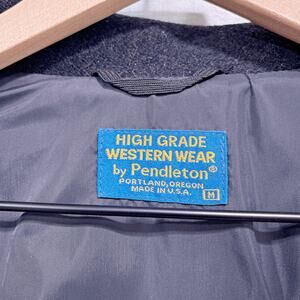 HIGH GRADE
WESTERN WEAR
by Pendleton®
PORTLAND, OREGON
MADE IN U.S.A.
M